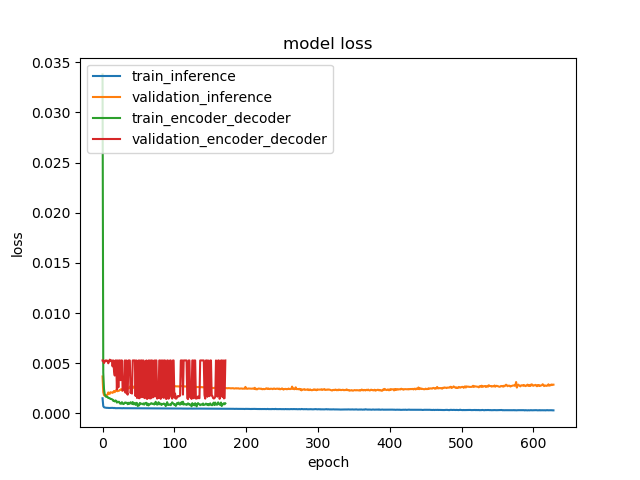 model loss
train_inference
validation_inference
train_encoder_decoder
validation_encoder_decoder
loss
0.035
0.030
0.025
0.020
0.015
0.010
0.005
0.000
0 100 200 300 400 500 600
epoch